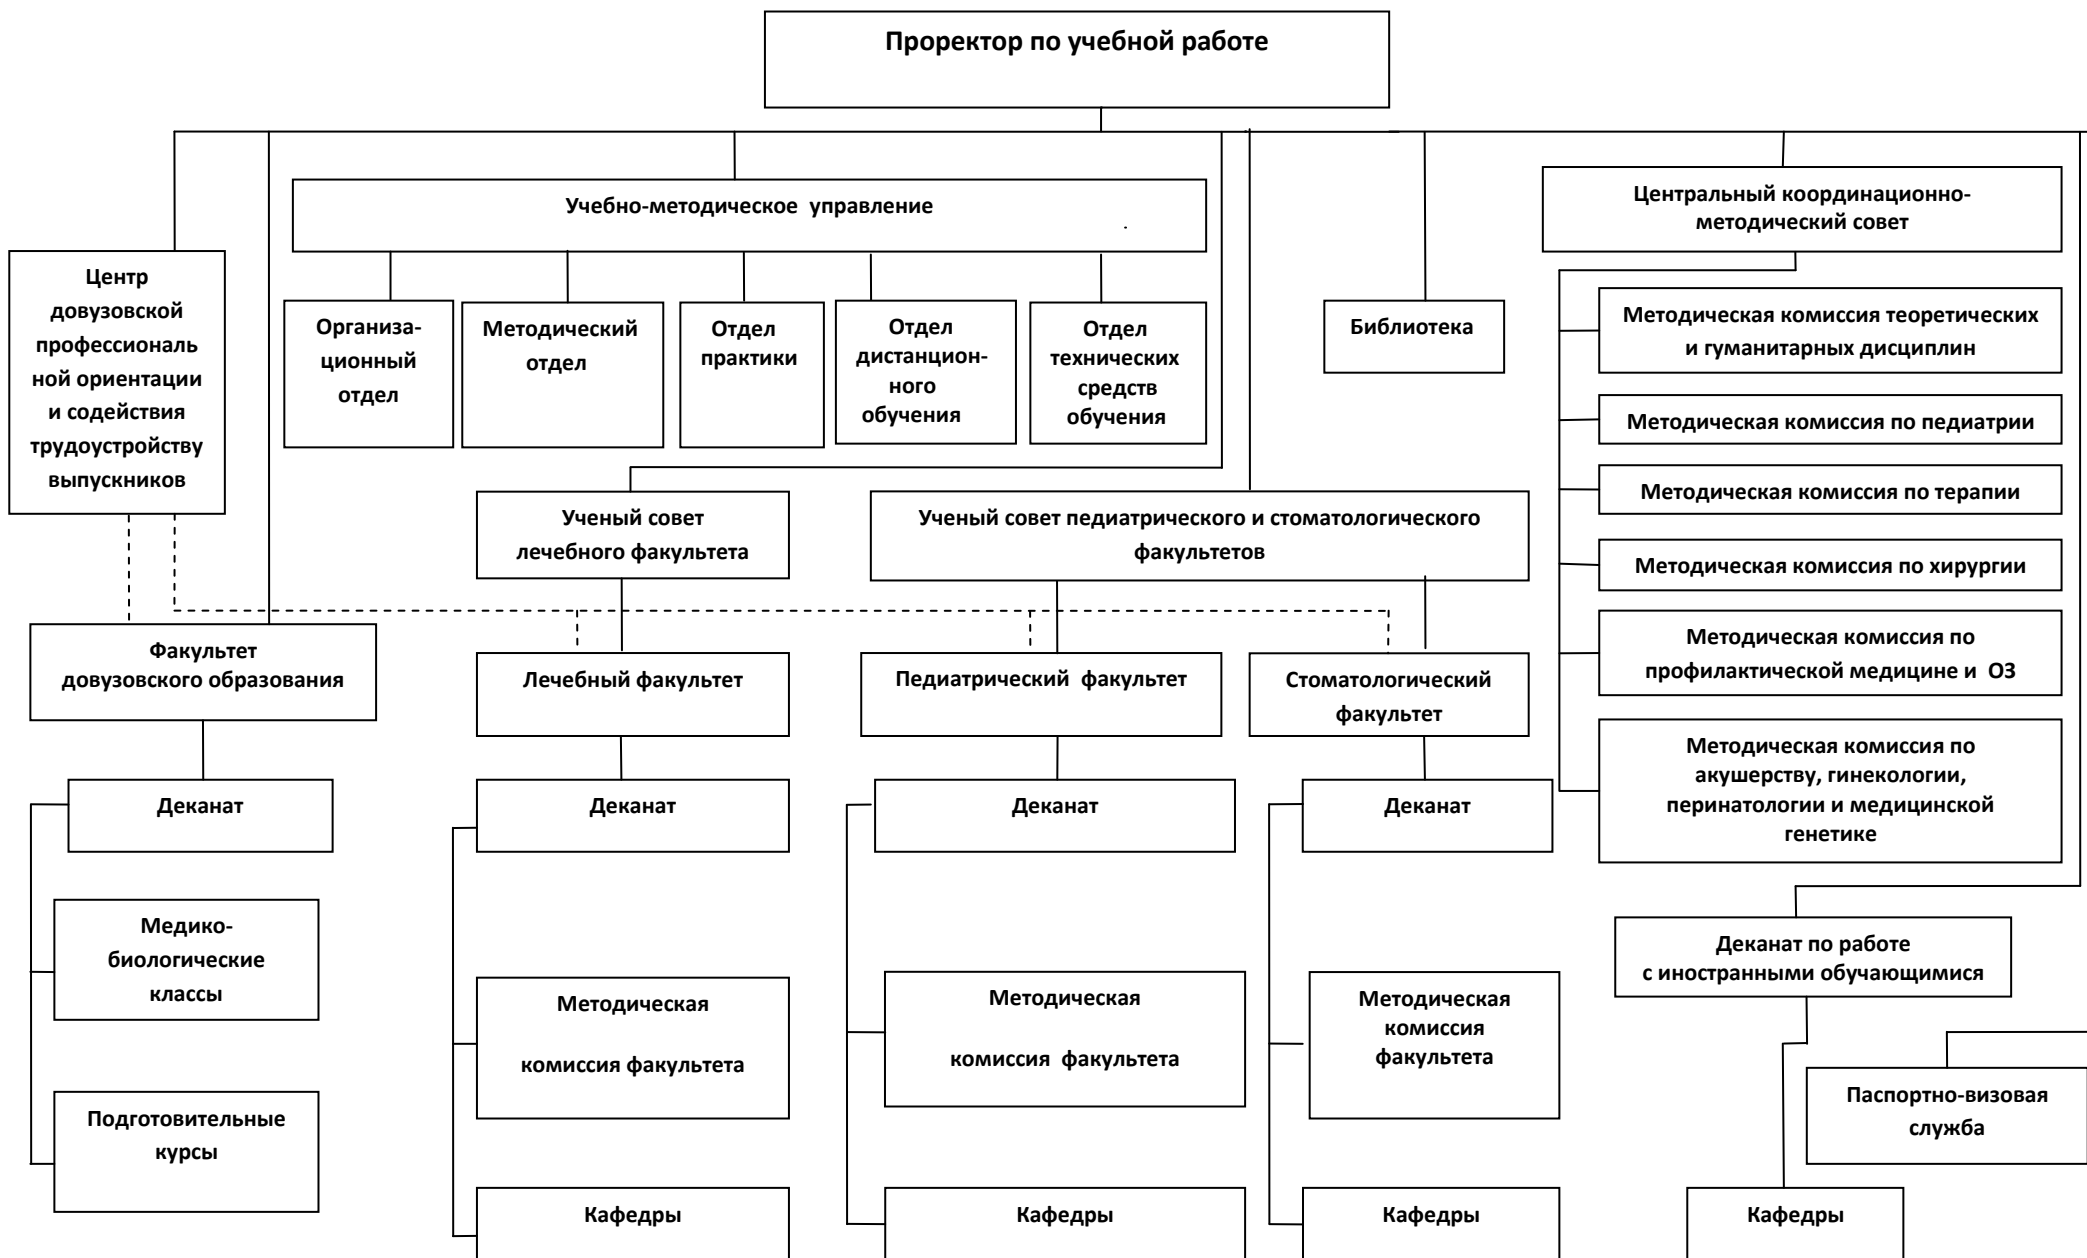 Проректор по учебной работе
Учебно-методическое управление
Центральный координационно-
методический совет
Центр
довузовской
профессиональ
ной ориентации
и содействия
трудоустройству
выпускников
Организа-
ционный
отдел
Методический
отдел
Отдел
практики
Отдел
дистанцион-
ного
обучения
Отдел
технических
средств
обучения
Библиотека
Методическая комиссия теоретических
и гуманитарных дисциплин
Методическая комиссия по педиатрии
Методическая комиссия по терапии
Методическая комиссия по хирургии
Методическая комиссия по
профилактической медицине и ОЗ
Методическая комиссия по
акушерству, гинекологии,
перинатологии и медицинской
генетике
Ученый совет
лечебного факультета
Ученый совет педиатрического и стоматологического
факультетов
Факультет
довузовского образования
Лечебный факультет
Педиатрический факультет
Стоматологический
факультет
Деканат
Деканат
Деканат
Деканат
Медико-
биологические
классы
Методическая
комиссия факультета
Методическая
комиссия факультета
Методическая
комиссия
факультета
Деканат по работе
с иностранными обучающимися
Паспортно-визовая
служба
Подготовительные
курсы
Кафедры
Кафедры
Кафедры
Кафедры